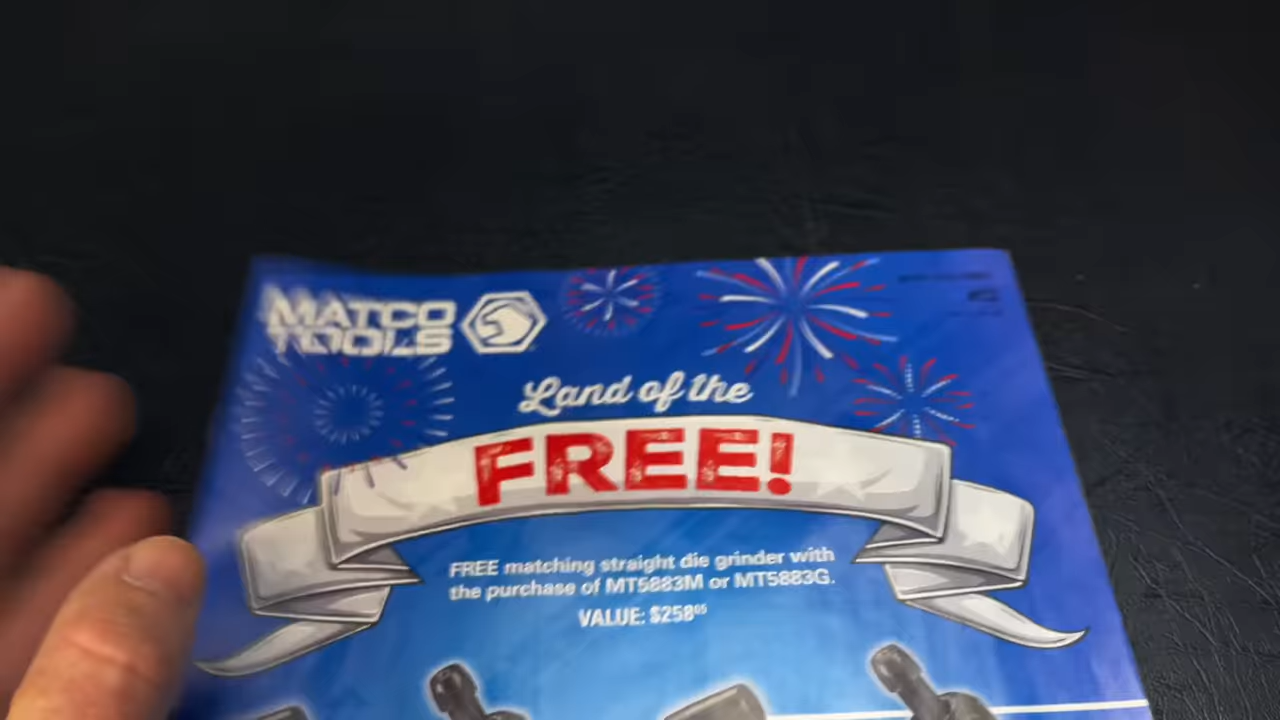 MATCO
TOOLS
Land of the
FREE!
FREE matching straight die grinder with
the purchase of MT5883M or MT5883G.
VALUE: $258⁰⁵